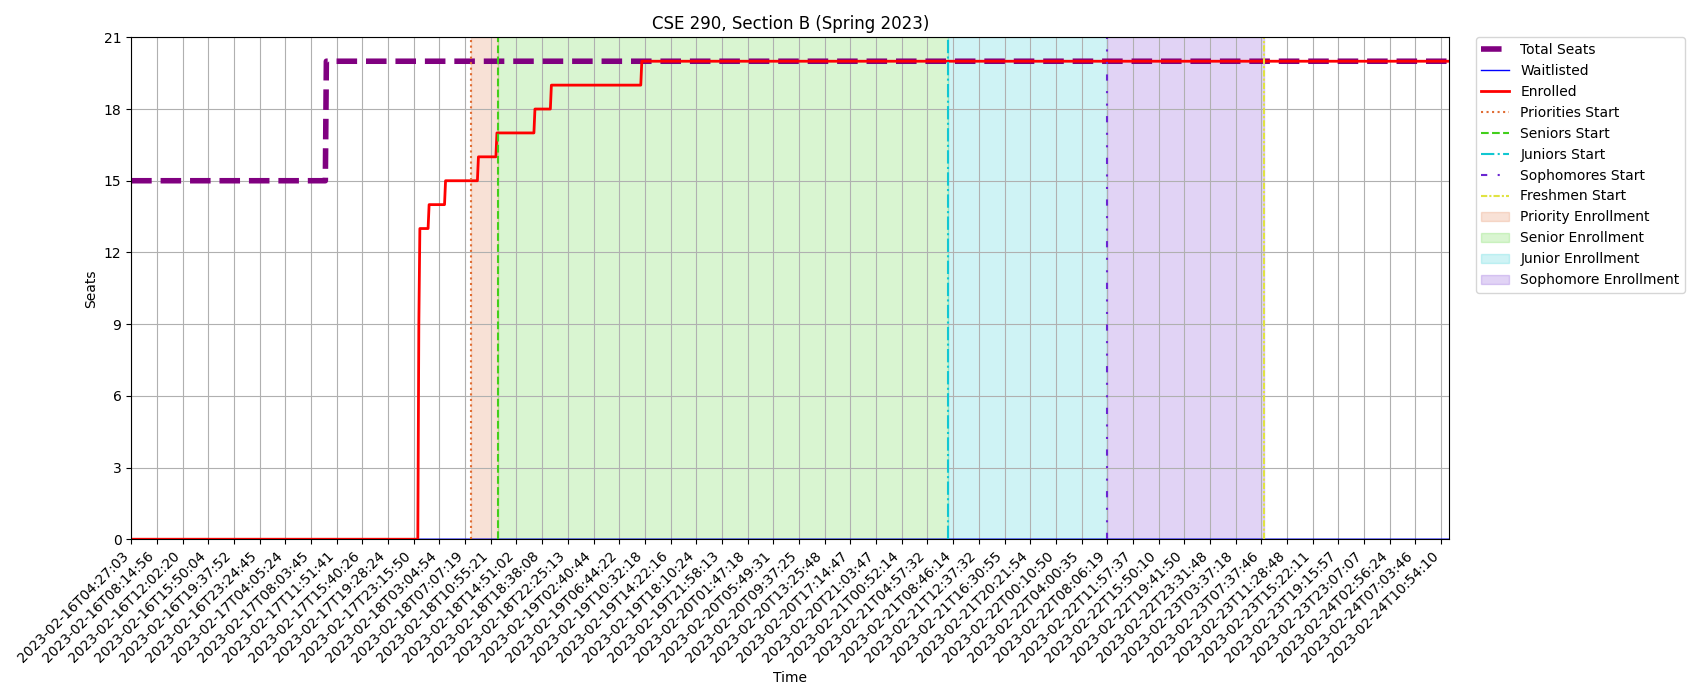 CSE 290, Section B (Spring 2023)
21
18
15
12
9
6
3
0
Seats
2023-02-16T04:27:03
2023-02-16T08:14:56
2023-02-16T12:02:20
2023-02-16T15:50:04
2023-02-16T19:37:52
2023-02-16T23:24:45
2023-02-17T04:05:24
2023-02-17T08:03:45
2023-02-17T11:51:41
2023-02-17T15:40:26
2023-02-17T19:28:24
2023-02-17T23:15:50
2023-02-18T03:04:54
2023-02-18T07:07:19
2023-02-18T10:55:21
2023-02-18T14:51:02
2023-02-18T18:38:08
2023-02-18T22:25:13
2023-02-19T02:40:44
2023-02-19T06:44:22
2023-02-19T10:32:18
2023-02-19T14:22:16
2023-02-19T18:10:24
2023-02-19T21:58:13
2023-02-20T01:47:18
2023-02-20T05:49:31
2023-02-20T09:37:25
2023-02-20T13:25:48
2023-02-20T17:14:47
2023-02-20T21:03:47
2023-02-21T00:52:14
2023-02-21T04:57:32
2023-02-21T08:46:14
2023-02-21T12:37:32
2023-02-21T16:30:55
2023-02-21T20:21:54
2023-02-22T00:10:50
2023-02-22T04:00:35
2023-02-22T08:06:19
2023-02-22T11:57:37
2023-02-22T15:50:10
2023-02-22T19:41:50
2023-02-22T23:31:48
2023-02-23T03:37:18
2023-02-23T07:37:46
2023-02-23T11:28:48
2023-02-23T15:22:11
2023-02-23T19:15:57
2023-02-23T23:07:07
2023-02-24T02:56:24
2023-02-24T07:03:46
2023-02-24T10:54:10
Time
Total Seats
Waitlisted
Enrolled
Priorities Start
Seniors Start
Juniors Start
Sophomores Start
Freshmen Start
Priority Enrollment
Senior Enrollment
Junior Enrollment
Sophomore Enrollment